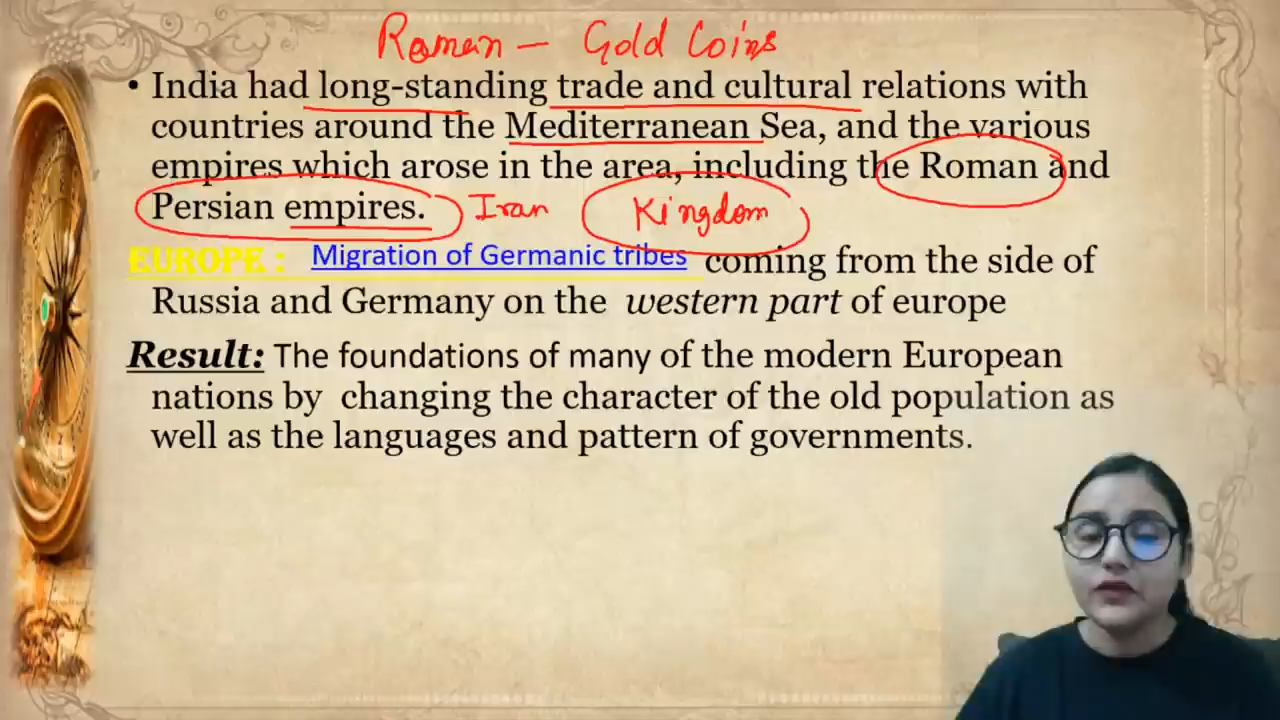 Roman — Gold Coins
• India had long-standing trade and cultural relations with
countries around the Mediterranean Sea, and the various
empires which arose in the area, including the Roman and
Persian empires. Iran Kingdom
EUROPE : Migration of Germanic tribes coming from the side of
Russia and Germany on the western part of europe
Result: The foundations of many of the modern European
nations by changing the character of the old population as
well as the languages and pattern of governments.